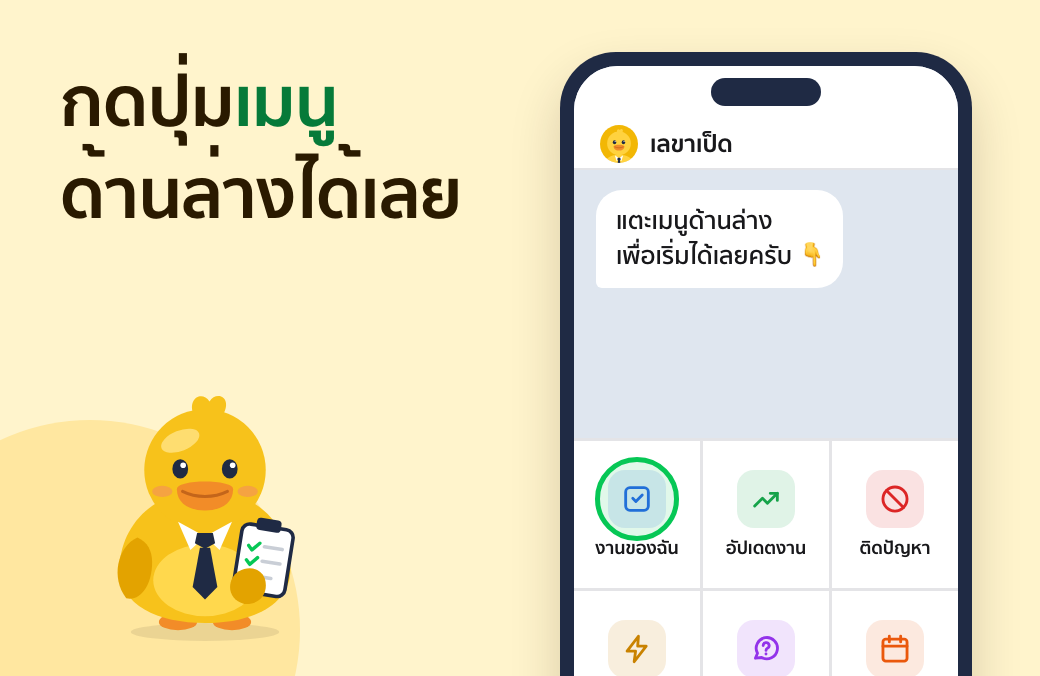 กดปุ่มเมนู
ด้านล่างได้เลย
เลขาเป็ด
แตะเมนูด้านล่าง
เพื่อเริ่มได้เลยครับ 👇
งานของฉัน
อัปเดตงาน
ติดปัญหา